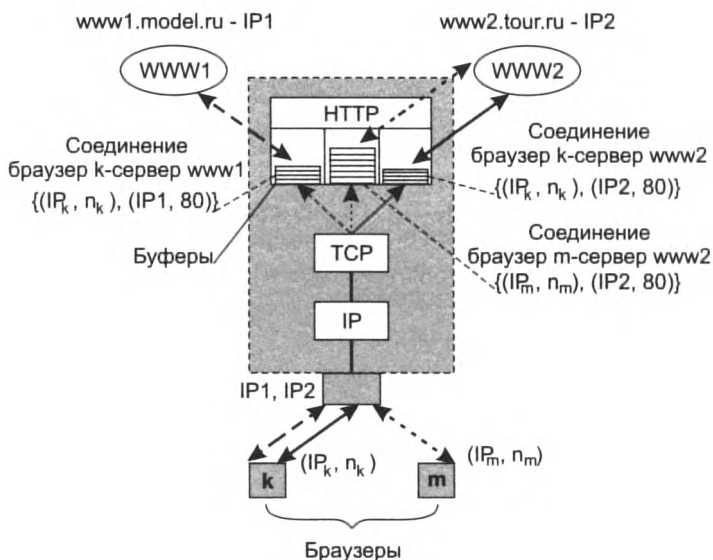 www1.model.ru - IP1
www2.tour.ru - IP2
WWW1
WWW2
HTTP
Соединение
браузер k-сервер www1
{(IPk, nk), (IP1, 80)}
Соединение
браузер k-сервер www2
{(IPk, nk), (IP2, 80)}
Буферы
Соединение
браузер m-сервер www2
{(IPm, nm), (IP2, 80)}
TCP
IP
IP1, IP2
(IPk, nk)
(IPm, nm)
k
m
Браузеры